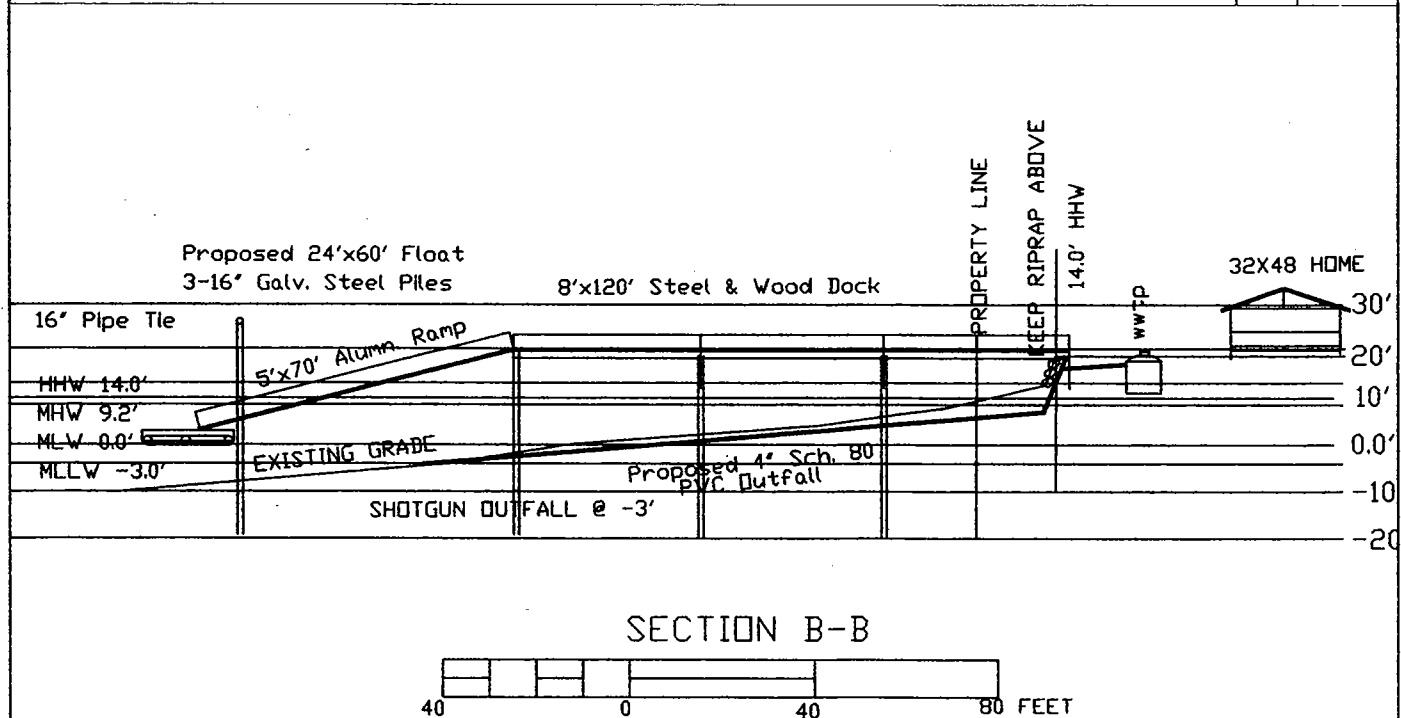 PROPERTY LINE
KEEP RIPRAP ABOVE
14.0' HHW
Proposed 24'x60' Float
3-16" Galv. Steel Piles
8'x120' Steel & Wood Dock
WWTP
32X48 HOME
16" Pipe Tie
5'x70' Alumn. Ramp
30'
20'
HHW 14.0'
10'
MHW 9.2'
MLW 0.0'
0.0'
EXISTING GRADE
MLLW -3.0'
Proposed 4" Sch. 80
PVC Outfall
-10
SHOTGUN OUTFALL @ -3'
-20
SECTION B-B
40 0 40 80 FEET